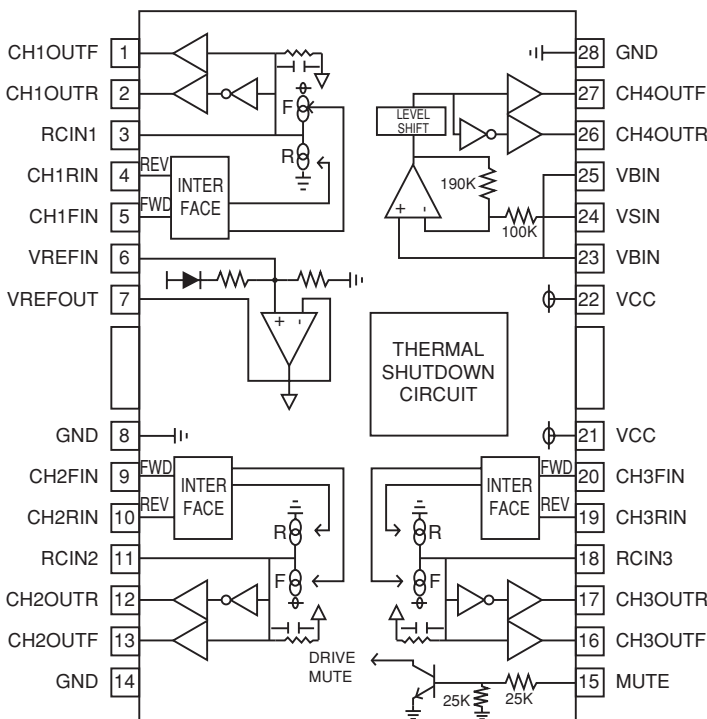 CH1OUTF 1
CH1OUTR 2
RCIN1 3
CH1RIN 4
CH1FIN 5
VREFIN 6
VREFOUT 7
GND 8
CH2FIN 9
CH2RIN 10
RCIN2 11
CH2OUTR 12
CH2OUTF 13
GND 14
F
R
REV
FWD
INTER
FACE
+ -
LEVEL
SHIFT
190K
100K
+ -
THERMAL
SHUTDOWN
CIRCUIT
FWD
REV
INTER
FACE
R
F
R
F
INTER
FACE
FWD
REV
DRIVE
MUTE
25K
25K
28 GND
27 CH4OUTF
26 CH4OUTR
25 VBIN
24 VSIN
23 VBIN
22 VCC
21 VCC
20 CH3FIN
19 CH3RIN
18 RCIN3
17 CH3OUTR
16 CH3OUTF
15 MUTE